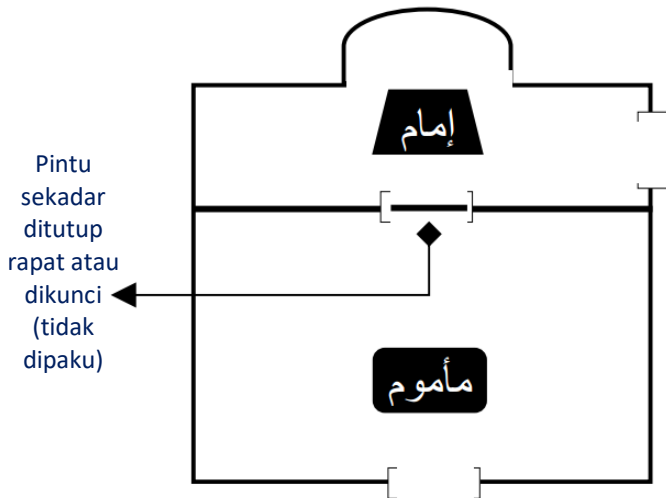 إمام
Pintu
sekadar
ditutup
rapat atau
dikunci
(tidak
dipaku)
مأموم